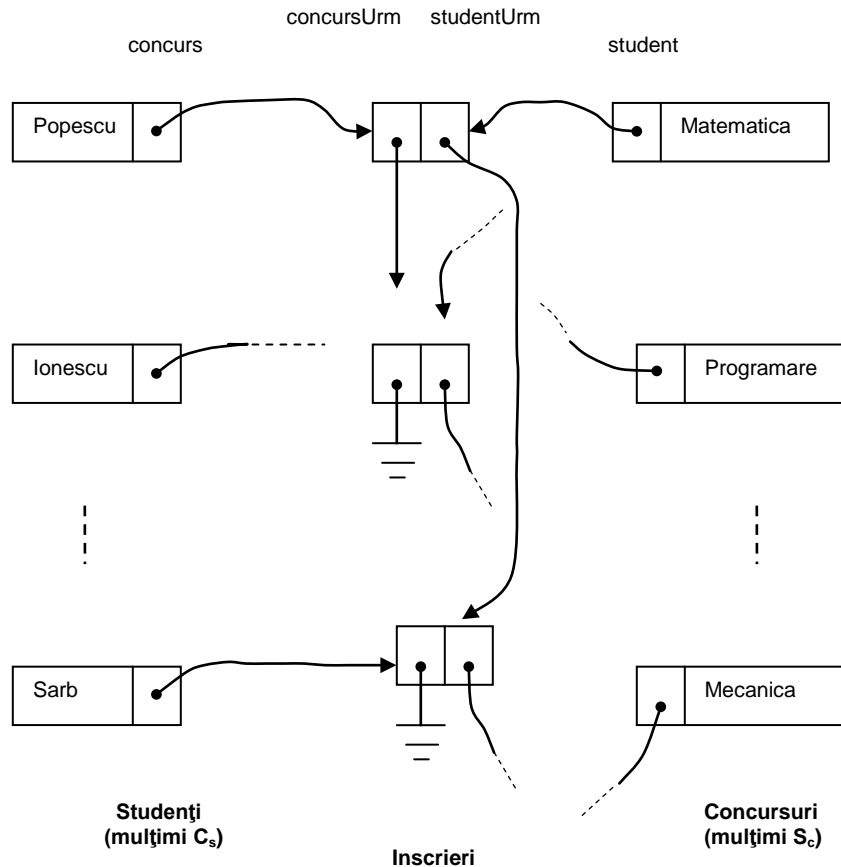 concursUrm studentUrm
concurs student
Popescu Matematica
Ionescu Programare
Sarb Mecanica
Studenţi
(mulţimi Cs)
Concursuri
(mulţimi Sc)
Inscrieri